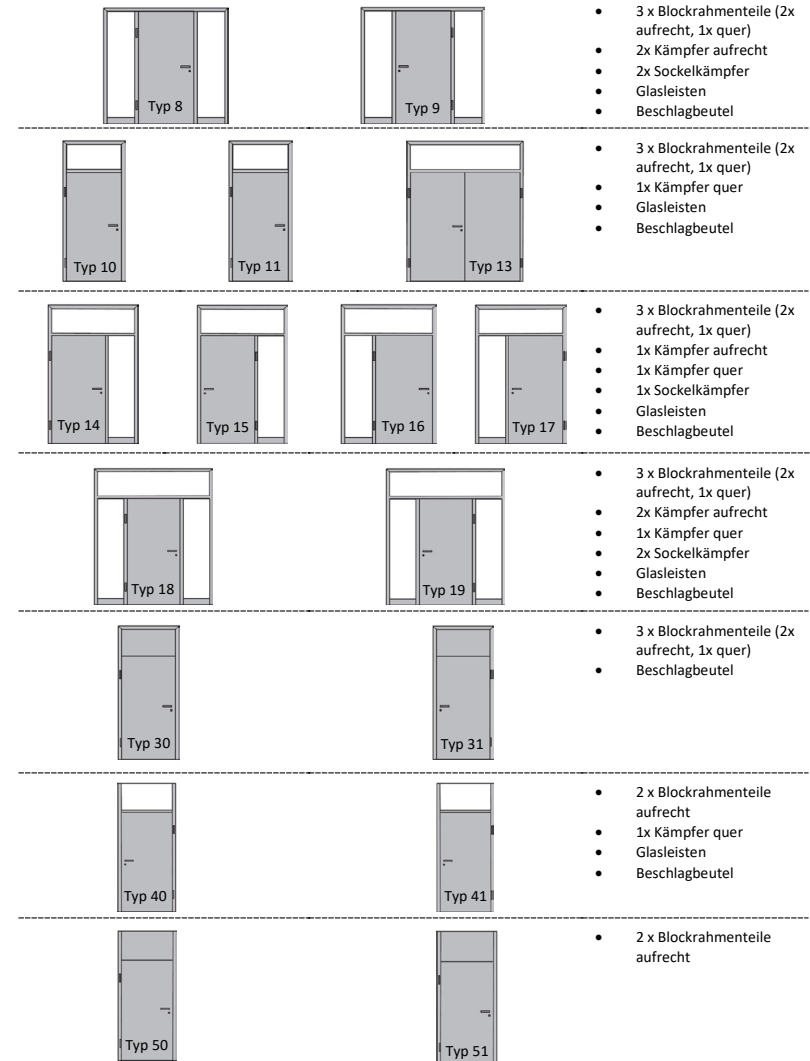 Typ 8
Typ 9
• 3 x Blockrahmenteile (2x
aufrecht, 1x quer)
• 2x Kämpfer aufrecht
• 2x Sockelkämpfer
• Glasleisten
• Beschlagbeutel
Typ 10
Typ 11
Typ 13
• 3 x Blockrahmenteile (2x
aufrecht, 1x quer)
• 1x Kämpfer quer
• Glasleisten
• Beschlagbeutel
Typ 14
Typ 15
Typ 16
Typ 17
• 3 x Blockrahmenteile (2x
aufrecht, 1x quer)
• 1x Kämpfer aufrecht
• 1x Kämpfer quer
• 1x Sockelkämpfer
• Glasleisten
• Beschlagbeutel
Typ 18
Typ 19
• 3 x Blockrahmenteile (2x
aufrecht, 1x quer)
• 2x Kämpfer aufrecht
• 1x Kämpfer quer
• 2x Sockelkämpfer
• Glasleisten
• Beschlagbeutel
Typ 30
Typ 31
• 3 x Blockrahmenteile (2x
aufrecht, 1x quer)
• Beschlagbeutel
Typ 40
Typ 41
• 2 x Blockrahmenteile
aufrecht
• 1x Kämpfer quer
• Glasleisten
• Beschlagbeutel
Typ 50
Typ 51
• 2 x Blockrahmenteile
aufrecht